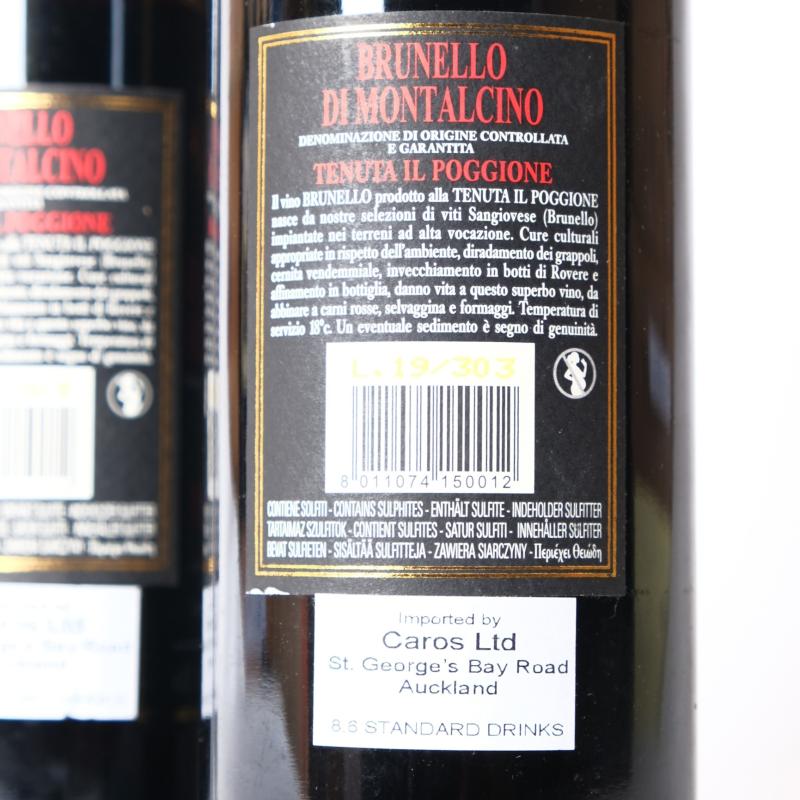 BRUNELLO
DI MONTALCINO
DENOMINAZIONE DI ORIGINE CONTROLLATA
E GARANTITA
TENUTA IL POGGIONE
Il vino BRUNELLO prodotto alla TENUTA IL POGGIONE
nasce da nostre selezioni di viti Sangiovese (Brunello)
impiantate nei terreni ad alta vocazione. Cure culturali
appropriate in rispetto dell'ambiente, diradamento dei grappoli,
cernita vendemmiale, invecchiamento in botti di Rovere e
affinamento in bottiglia, danno vita a questo superbo vino, da
abbinare a carni rosse, selvaggina e formaggi. Temperatura di
servizio 18°c. Un eventuale sedimento è segno di genuinità.
L.19/303
8 011074 150012
CONTIENE SOLFITI - CONTAINS SULPHITES - ENTHÄLT SULFITE - INDEHOLDER SULFITTER
TARTAIMAZ SZULFITOK - CONTIENT SULFITES - SATUR SULFITI - INNEHÅLLER SULFITER
BEVAT SULFIETEN - SISÄLTÄÄ SULFITTEJA - ZAWIERA SIARCZYNY - Περιέχει Θειώδη
Imported by
Caros Ltd
St. George's Bay Road
Auckland
8.6 STANDARD DRINKS
LLO
TALCINO
POGGIONE